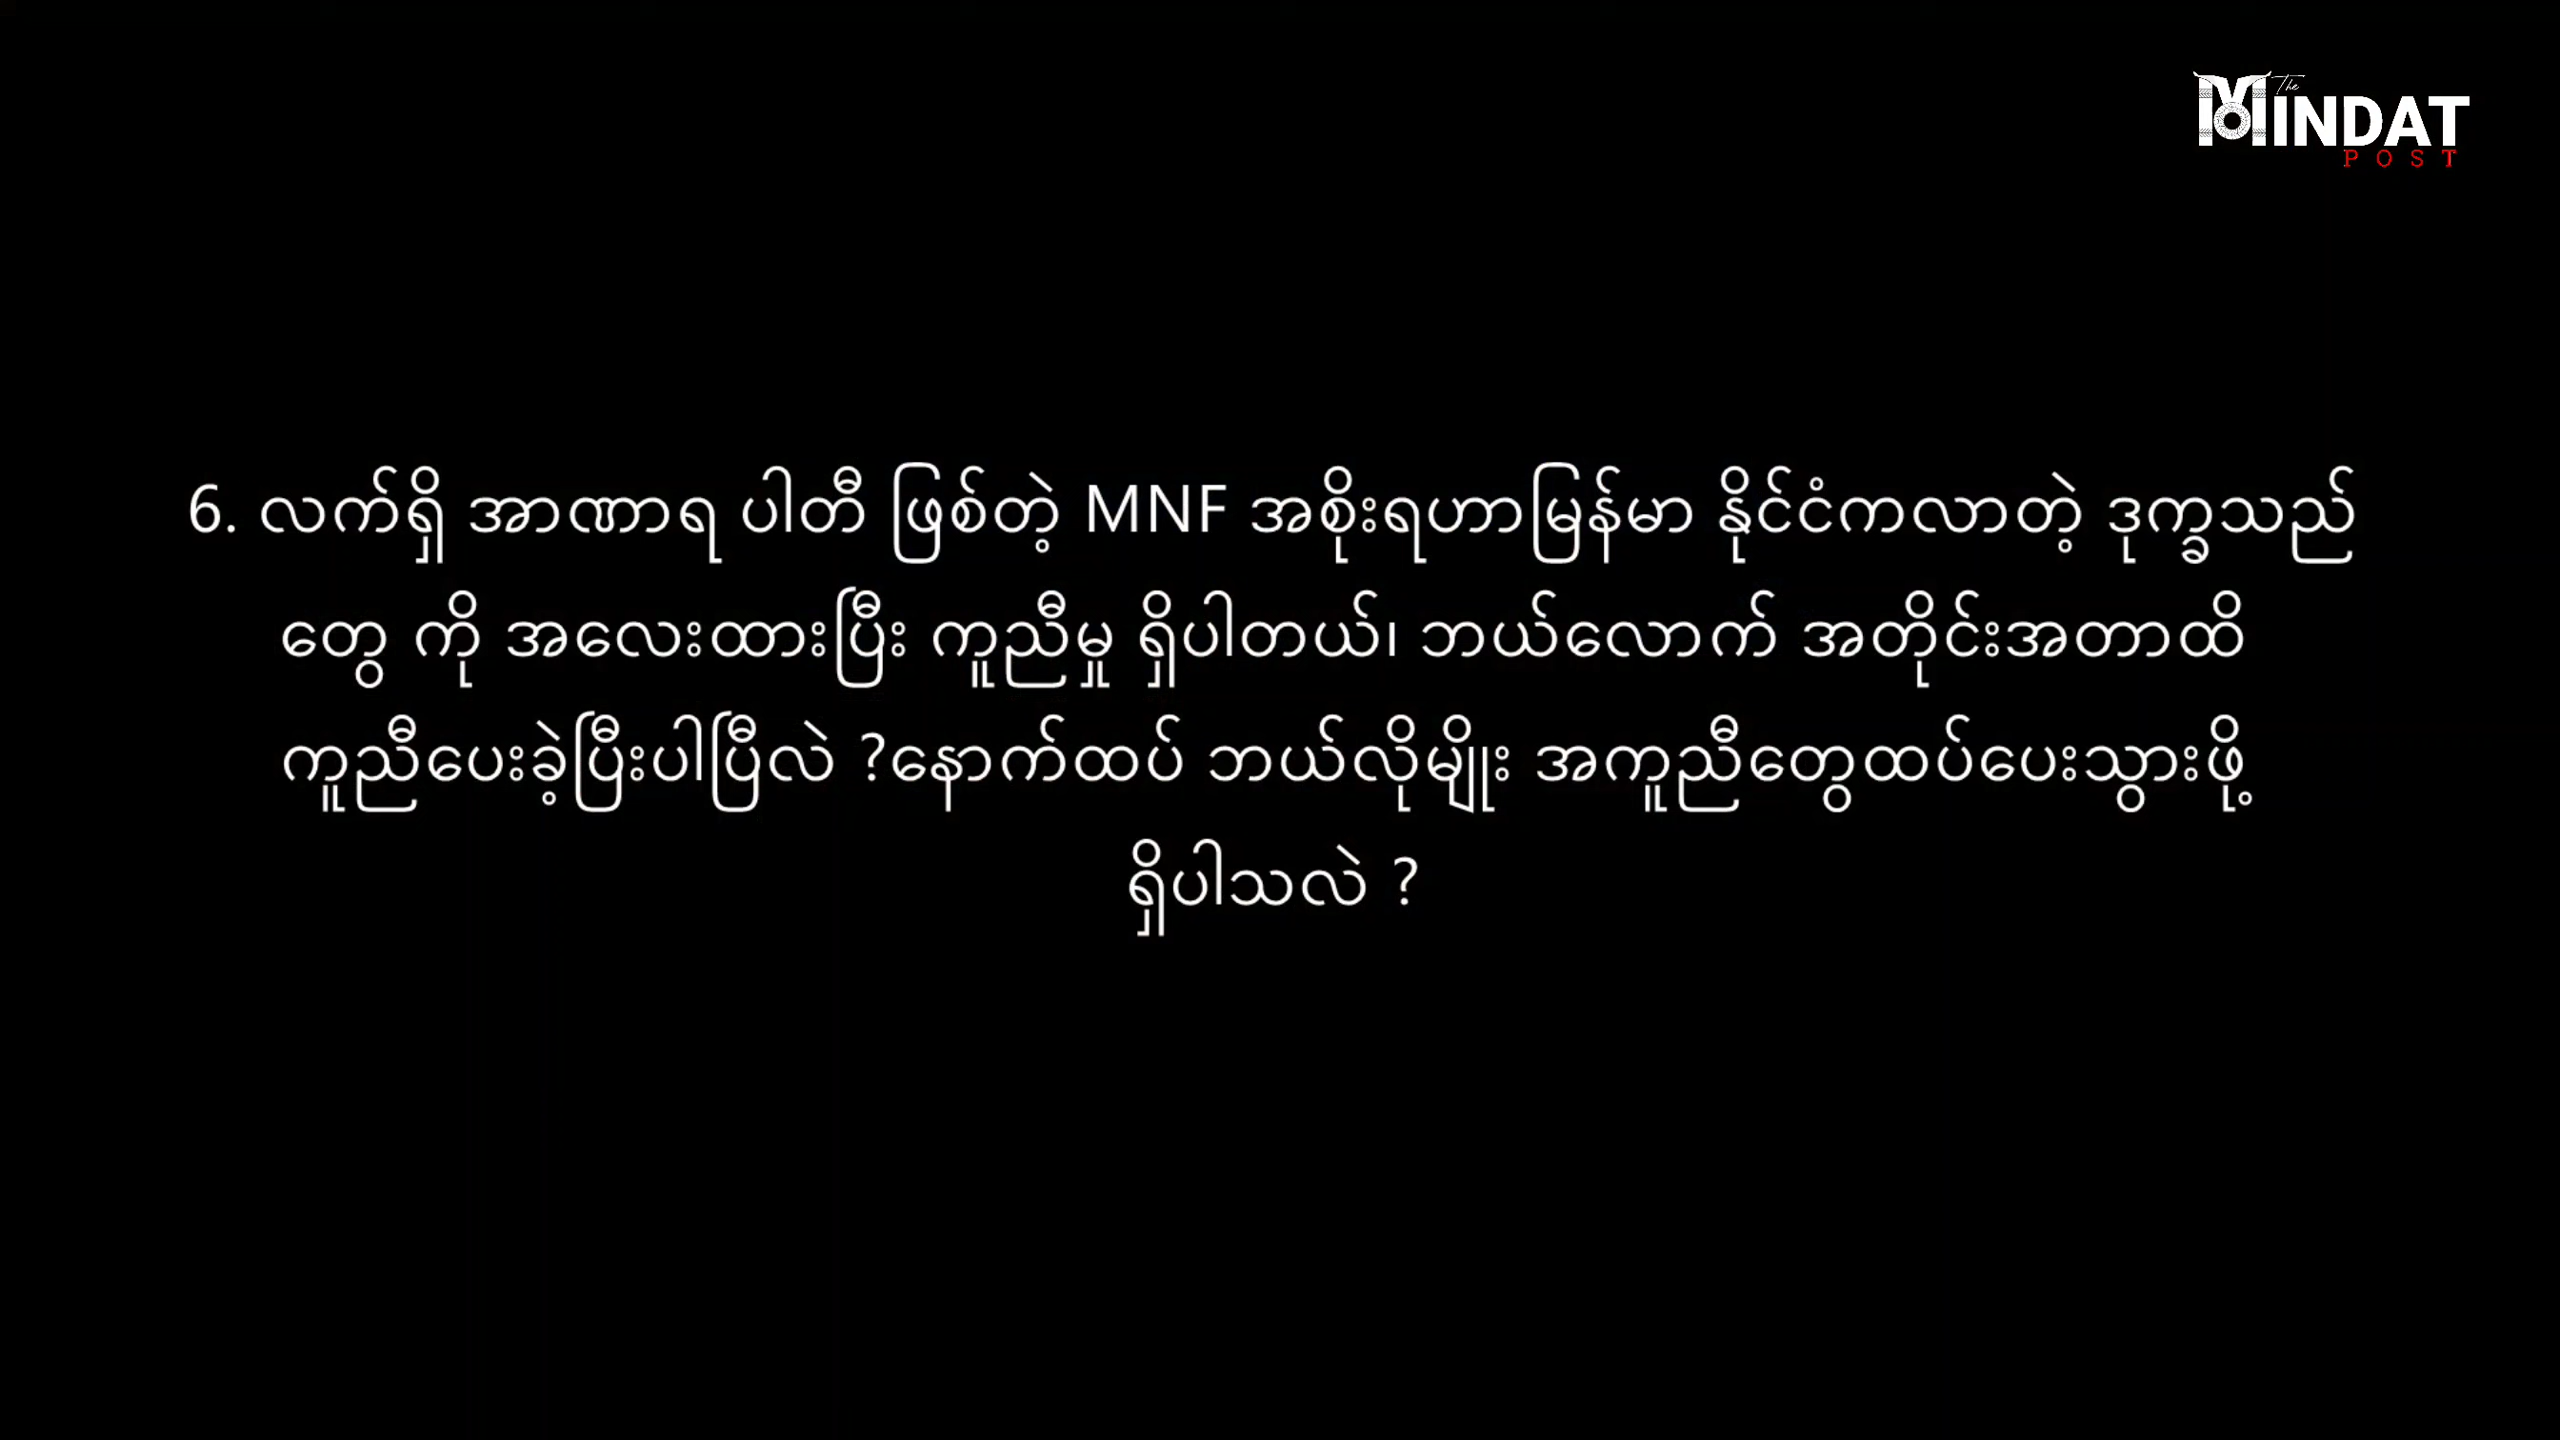 The
MINDAT
POST
6. လက်ရှိ အာဏာရ ပါတီ ဖြစ်တဲ့ MNF အစိုးရဟာမြန်မာ နိုင်ငံကလာတဲ့ ဒုက္ခသည်
တွေ ကို အလေးထားပြီး ကူညီမှု ရှိပါတယ်၊ ဘယ်လောက် အတိုင်းအတာထိ
ကူညီပေးခဲ့ပြီးပါပြီလဲ ?နောက်ထပ် ဘယ်လိုမျိုး အကူညီတွေထပ်ပေးသွားဖို့
ရှိပါသလဲ ?